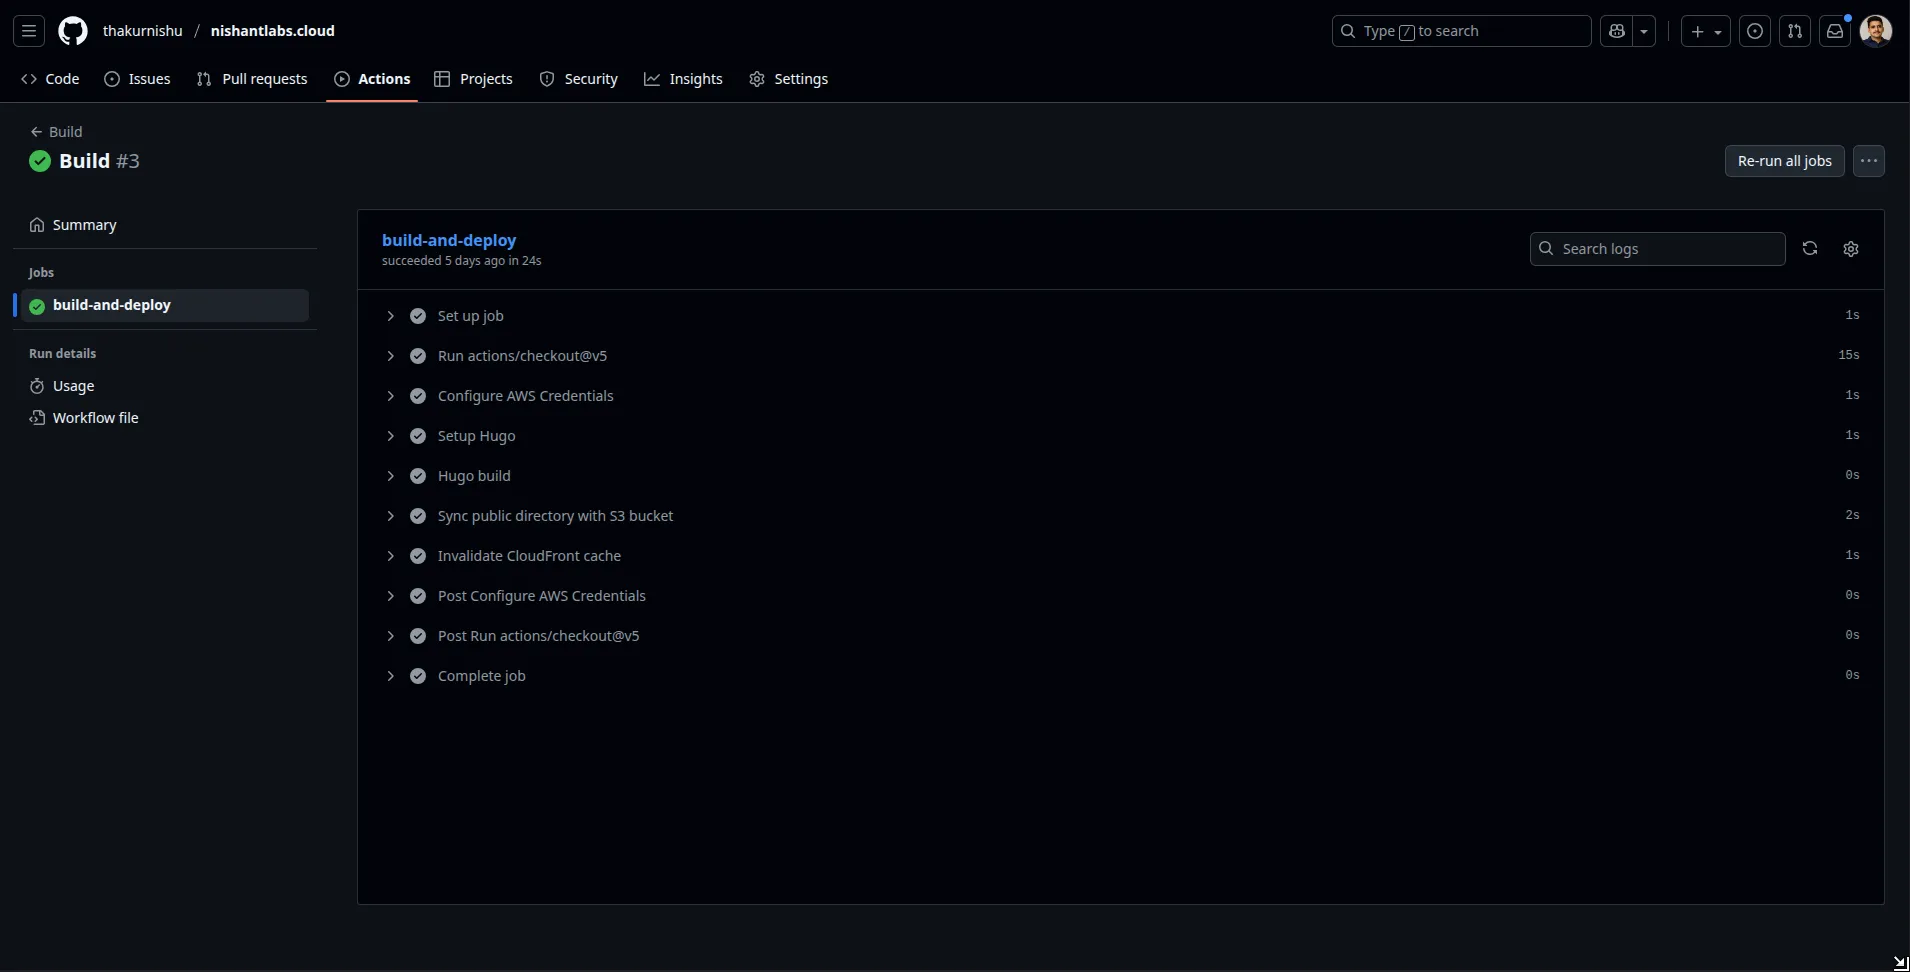 thakurnishu / nishantlabs.cloud
Type / to search
Code
Issues
Pull requests
Actions
Projects
Security
Insights
Settings
Build
Build #3
Re-run all jobs
Summary
Jobs
build-and-deploy
Run details
Usage
Workflow file
build-and-deploy
succeeded 5 days ago in 24s
Search logs
Set up job 1s
Run actions/checkout@v5 15s
Configure AWS Credentials 1s
Setup Hugo 1s
Hugo build 0s
Sync public directory with S3 bucket 2s
Invalidate CloudFront cache 1s
Post Configure AWS Credentials 0s
Post Run actions/checkout@v5 0s
Complete job 0s